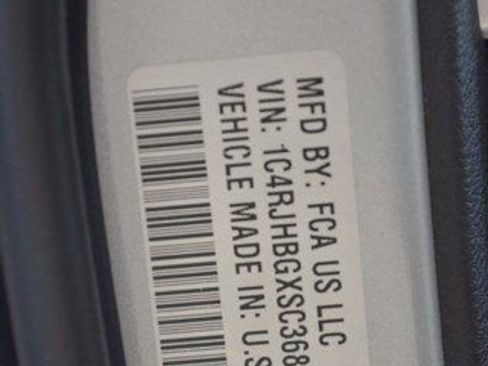 MFD BY: FCA US LLC
VIN: 1C4RJHBGXSC368
VEHICLE MADE IN: U.S